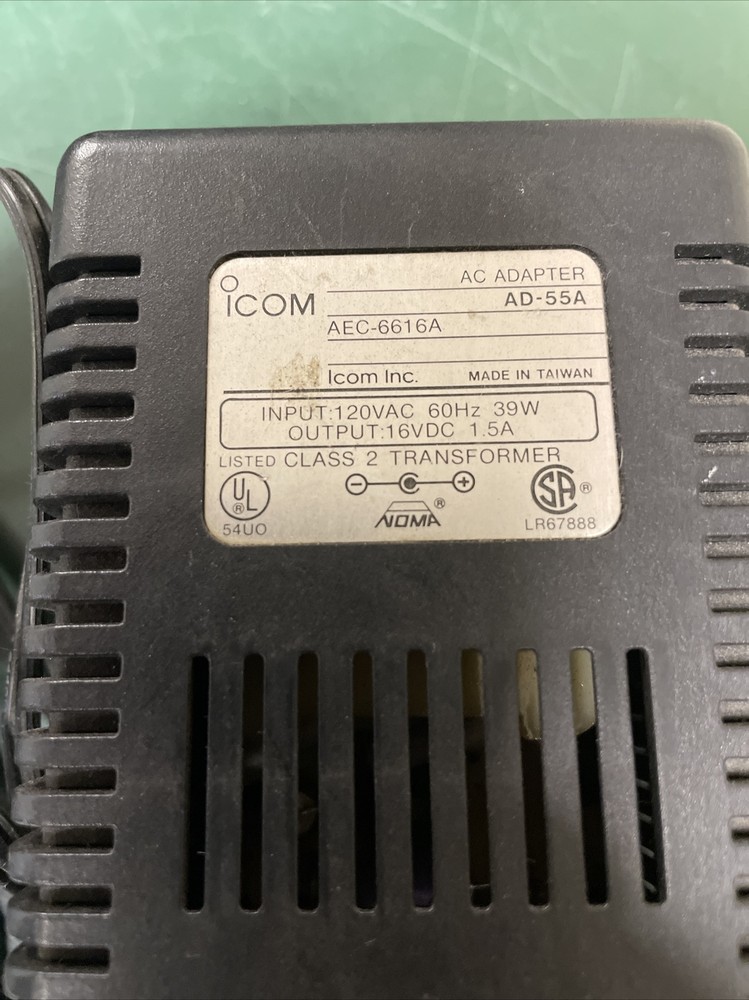 ICOM
AC ADAPTER
AD-55A
AEC-6616A
Icom Inc. MADE IN TAIWAN
INPUT:120VAC 60Hz 39W
OUTPUT:16VDC 1.5A
LISTED CLASS 2 TRANSFORMER
UL ® 54UO
NOMA ®
SA ® LR67888